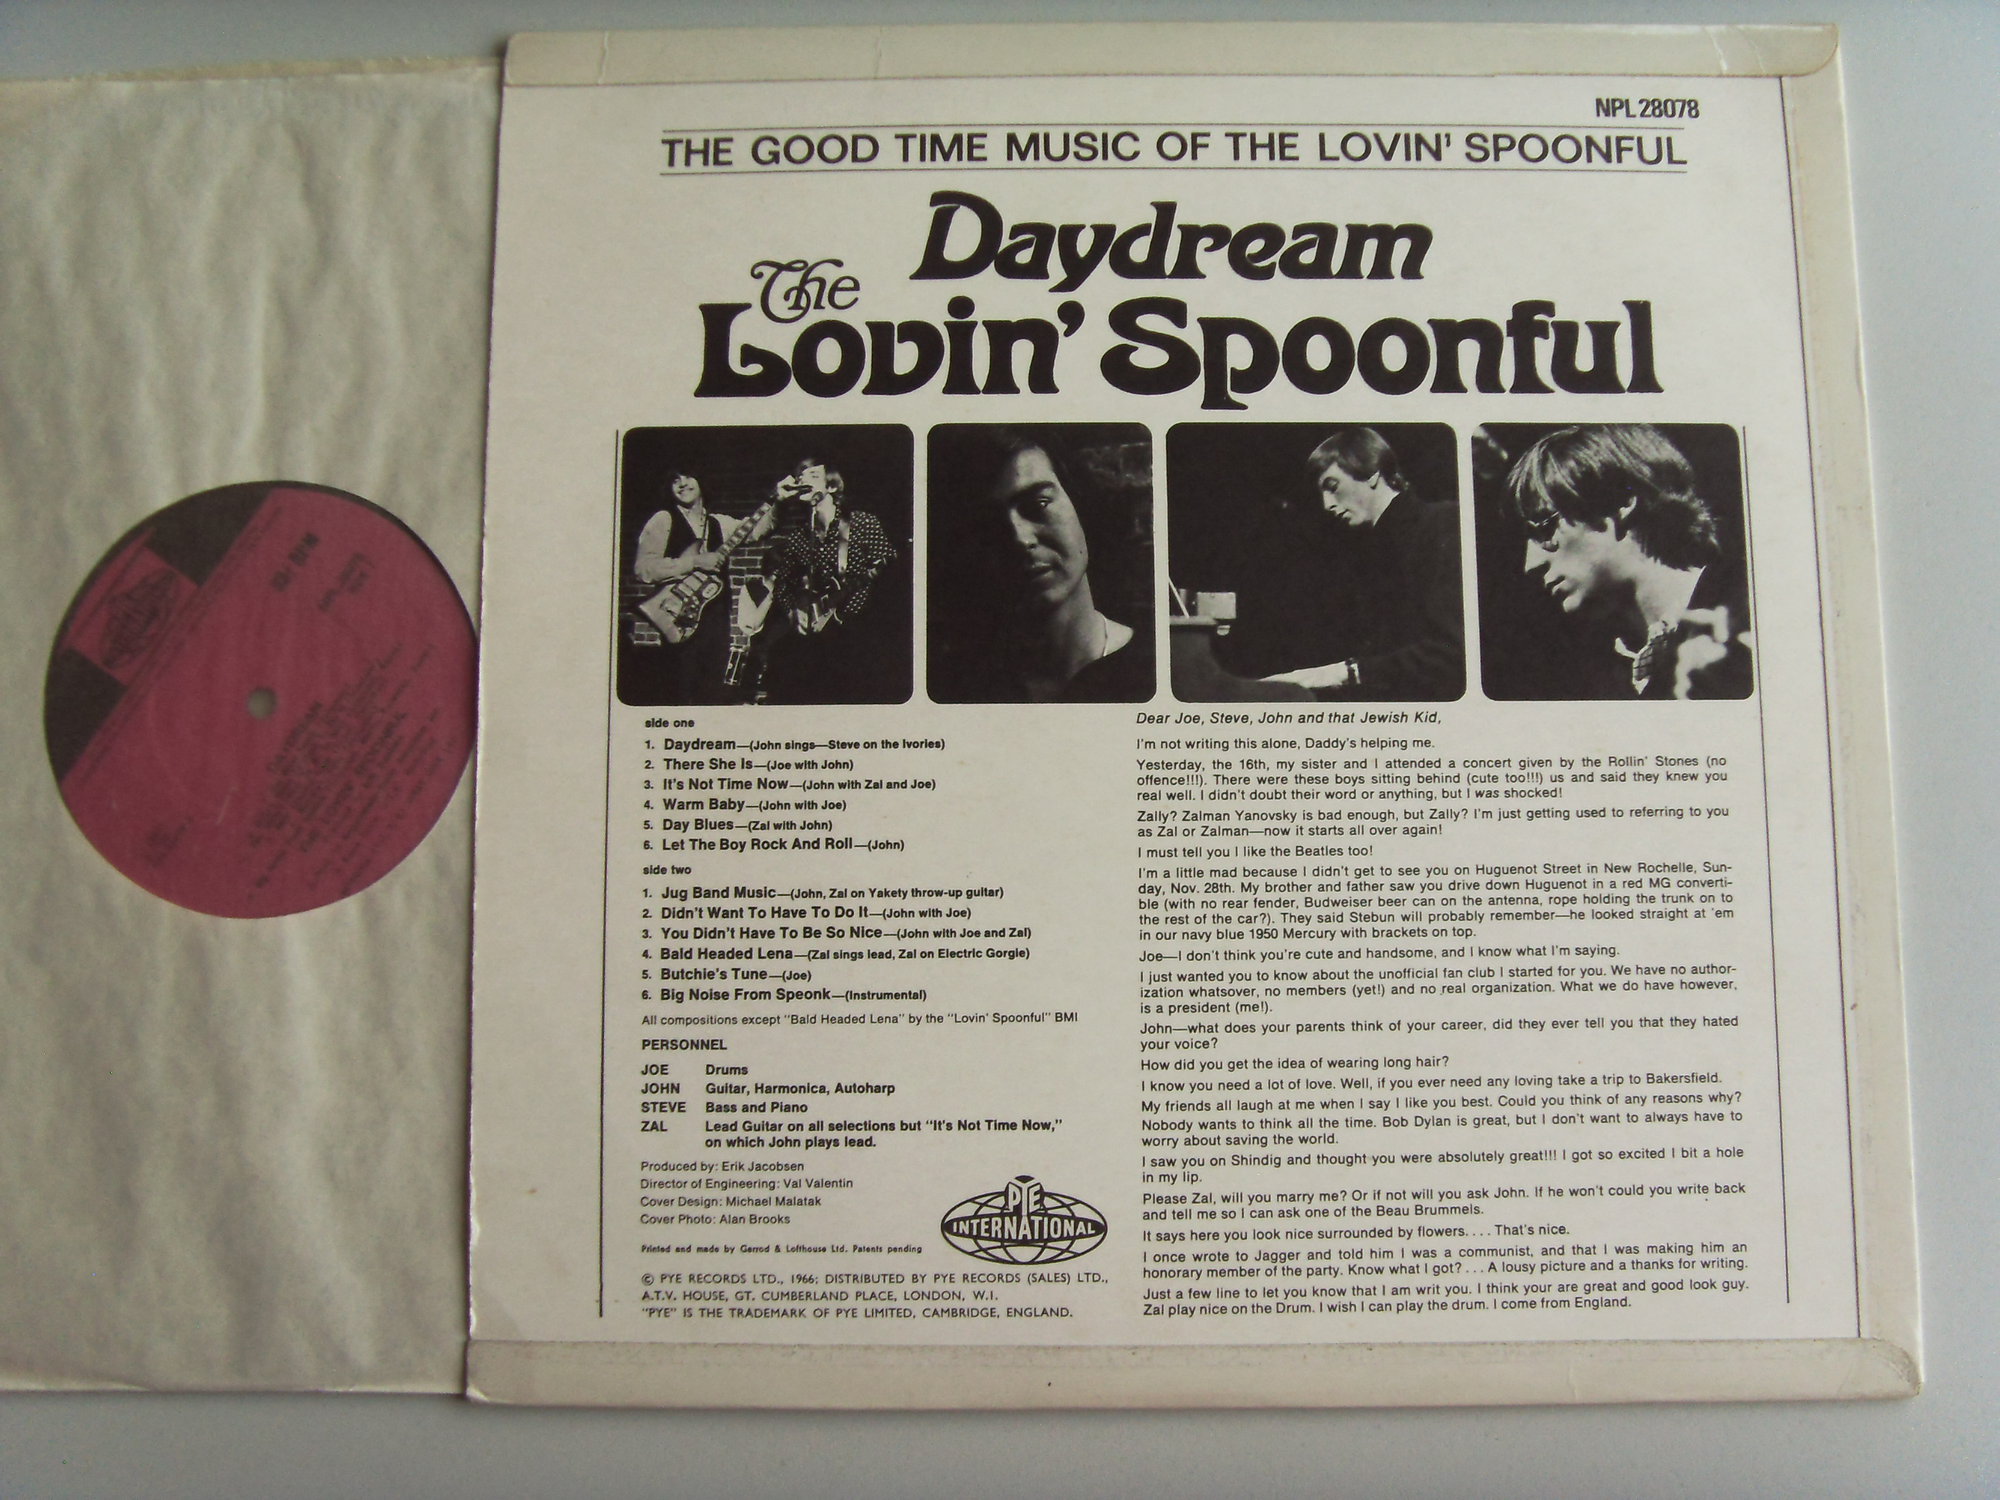 NPL 28078
THE GOOD TIME MUSIC OF THE LOVIN' SPOONFUL
Daydream
The
Lovin' Spoonful
side one
1. Daydream—(John sings—Steve on the Ivories)
2. There She Is—(Joe with John)
3. It's Not Time Now—(John with Zal and Joe)
4. Warm Baby—(John with Joe)
5. Day Blues—(Zal with John)
6. Let The Boy Rock And Roll—(John)
side two
1. Jug Band Music—(John, Zal on Yakety throw-up guitar)
2. Didn't Want To Have To Do It—(John with Joe)
3. You Didn't Have To Be So Nice—(John with Joe and Zal)
4. Bald Headed Lena—(Zal sings lead, Zal on Electric Gorgle)
5. Butchie's Tune—(Joe)
6. Big Noise From Speonk—(Instrumental)
All compositions except "Bald Headed Lena" by the "Lovin' Spoonful" BMI
PERSONNEL
JOE Drums
JOHN Guitar, Harmonica, Autoharp
STEVE Bass and Piano
ZAL Lead Guitar on all selections but "It's Not Time Now,"
on which John plays lead.
Produced by: Erik Jacobsen
Director of Engineering: Val Valentin
Cover Design: Michael Malatak
Cover Photo: Alan Brooks
Printed and made by Garrod & Lofthouse Ltd. Patents pending
PYE
INTERNATIONAL
© PYE RECORDS LTD., 1966; DISTRIBUTED BY PYE RECORDS (SALES) LTD.,
A.T.V. HOUSE, GT. CUMBERLAND PLACE, LONDON, W.I.
"PYE" IS THE TRADEMARK OF PYE LIMITED, CAMBRIDGE, ENGLAND.
Dear Joe, Steve, John and that Jewish Kid,
I'm not writing this alone, Daddy's helping me.
Yesterday, the 16th, my sister and I attended a concert given by the Rollin' Stones (no
offence!!!). There were these boys sitting behind (cute too!!!) us and said they knew you
real well. I didn't doubt their word or anything, but I was shocked!
Zally? Zalman Yanovsky is bad enough, but Zally? I'm just getting used to referring to you
as Zal or Zalman—now it starts all over again!
I must tell you I like the Beatles too!
I'm a little mad because I didn't get to see you on Huguenot Street in New Rochelle, Sun-
day, Nov. 28th. My brother and father saw you drive down Huguenot in a red MG converti-
ble (with no rear fender, Budweiser beer can on the antenna, rope holding the trunk on to
the rest of the car?). They said Stebun will probably remember—he looked straight at 'em
in our navy blue 1950 Mercury with brackets on top.
Joe—I don't think you're cute and handsome, and I know what I'm saying.
I just wanted you to know about the unofficial fan club I started for you. We have no author-
ization whatsover, no members (yet!) and no real organization. What we do have however,
is a president (me!).
John—what does your parents think of your career, did they ever tell you that they hated
your voice?
How did you get the idea of wearing long hair?
I know you need a lot of love. Well, if you ever need any loving take a trip to Bakersfield.
My friends all laugh at me when I say I like you best. Could you think of any reasons why?
Nobody wants to think all the time. Bob Dylan is great, but I don't want to always have to
worry about saving the world.
I saw you on Shindig and thought you were absolutely great!!! I got so excited I bit a hole
in my lip.
Please Zal, will you marry me? Or if not will you ask John. If he won't could you write back
and tell me so I can ask one of the Beau Brummels.
It says here you look nice surrounded by flowers.... That's nice.
I once wrote to Jagger and told him I was a communist, and that I was making him an
honorary member of the party. Know what I got? ... A lousy picture and a thanks for writing.
Just a few line to let you know that I am writ you. I think your are great and good look guy.
Zal play nice on the Drum. I wish I can play the drum. I come from England.